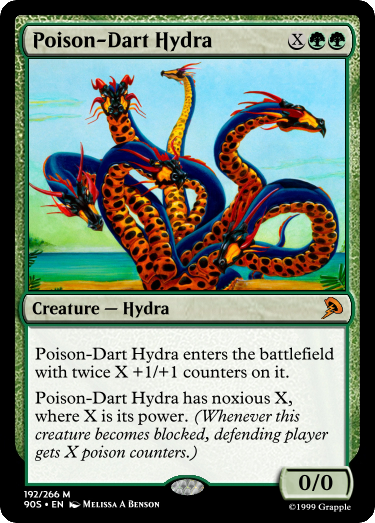 Poison-Dart Hydra X
Creature — Hydra
Poison-Dart Hydra enters the battlefield
with twice X +1/+1 counters on it.
Poison-Dart Hydra has noxious X,
where X is its power. (Whenever this
creature becomes blocked, defending player
gets X poison counters.)
0/0
192/266 M
90S • EN Melissa A Benson
©1999 Grapple